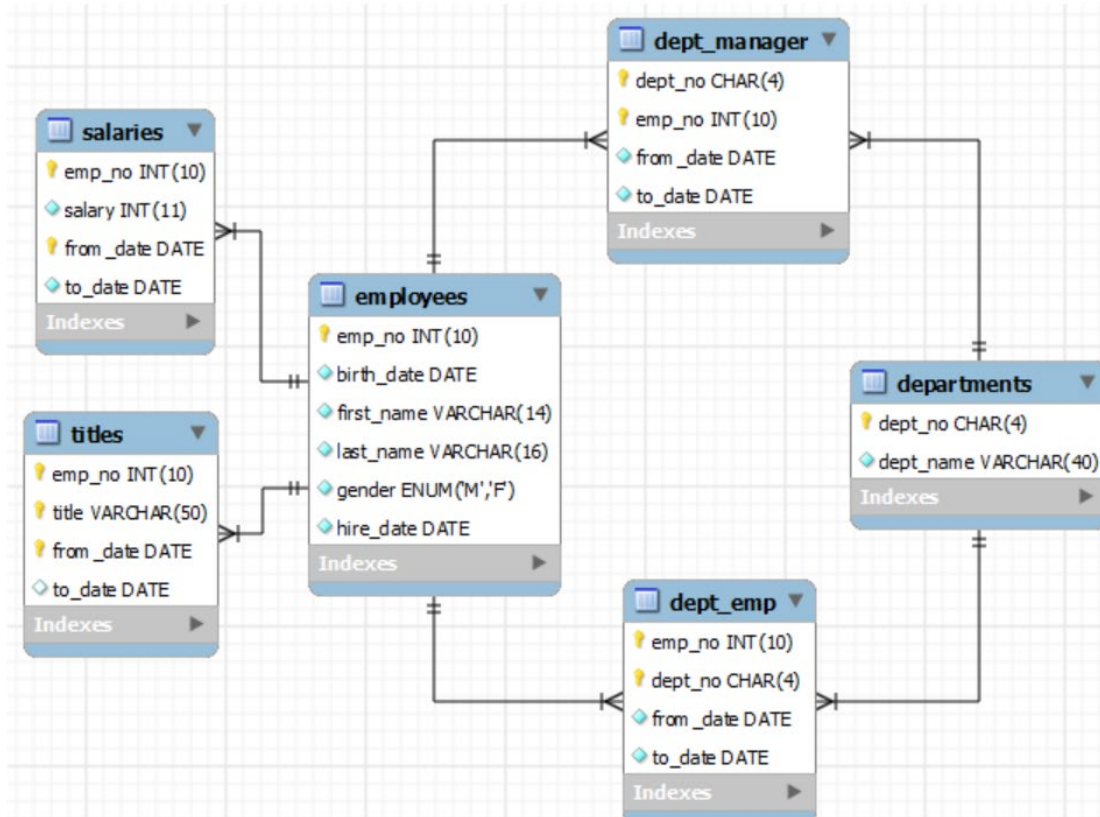 dept_manager
dept_no CHAR(4)
emp_no INT(10)
from_date DATE
to_date DATE
Indexes
salaries
emp_no INT(10)
salary INT(11)
from_date DATE
to_date DATE
Indexes
employees
emp_no INT(10)
birth_date DATE
first_name VARCHAR(14)
last_name VARCHAR(16)
gender ENUM('M','F')
hire_date DATE
Indexes
departments
dept_no CHAR(4)
dept_name VARCHAR(40)
Indexes
titles
emp_no INT(10)
title VARCHAR(50)
from_date DATE
to_date DATE
Indexes
dept_emp
emp_no INT(10)
dept_no CHAR(4)
from_date DATE
to_date DATE
Indexes